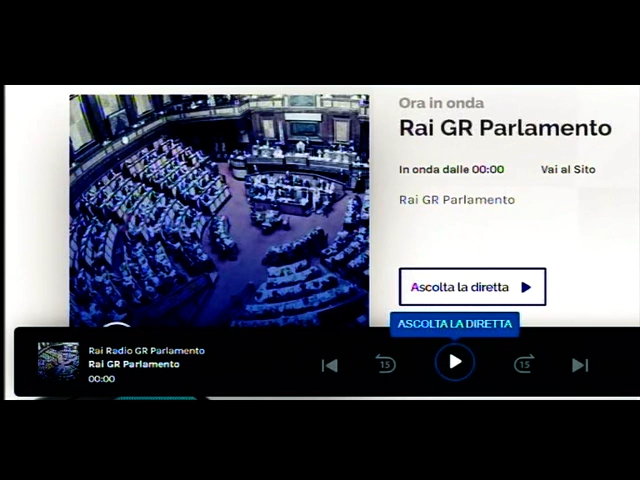 Ora in onda
Rai GR Parlamento
In onda dalle 00:00 Vai al Sito
Rai GR Parlamento
Ascolta la diretta
ASCOLTA LA DIRETTA
Rai Radio GR Parlamento
Rai GR Parlamento
00:00
15 15